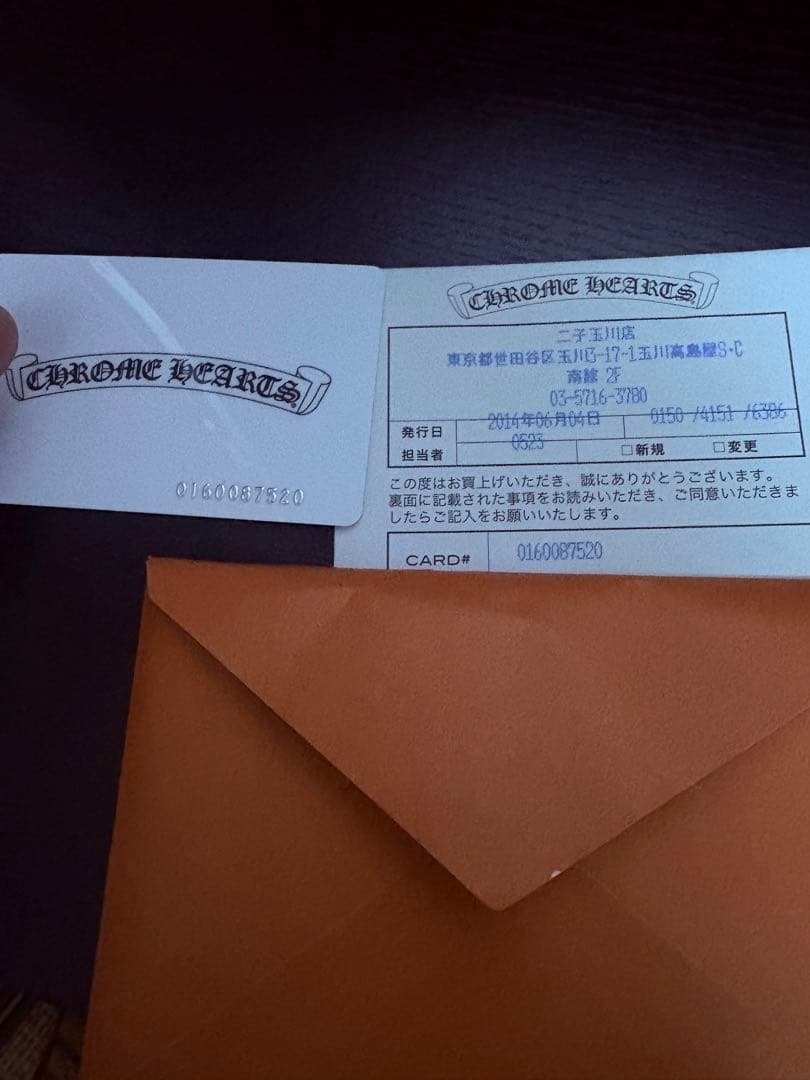 CHROME HEARTS
0160087520
CHROME HEARTS
二子玉川店
東京都世田谷区玉川3-17-1玉川高島屋S・C
南館 2F
03-5716-3780
発行日 2014年06月04日 0150 /4151 /6386
担当者 0523 □新規 □変更
この度はお買上げいただき、誠にありがとうございます。
裏面に記載された事項をお読みいただき、ご同意いただきま
したらご記入をお願いいたします。
CARD# 0160087520